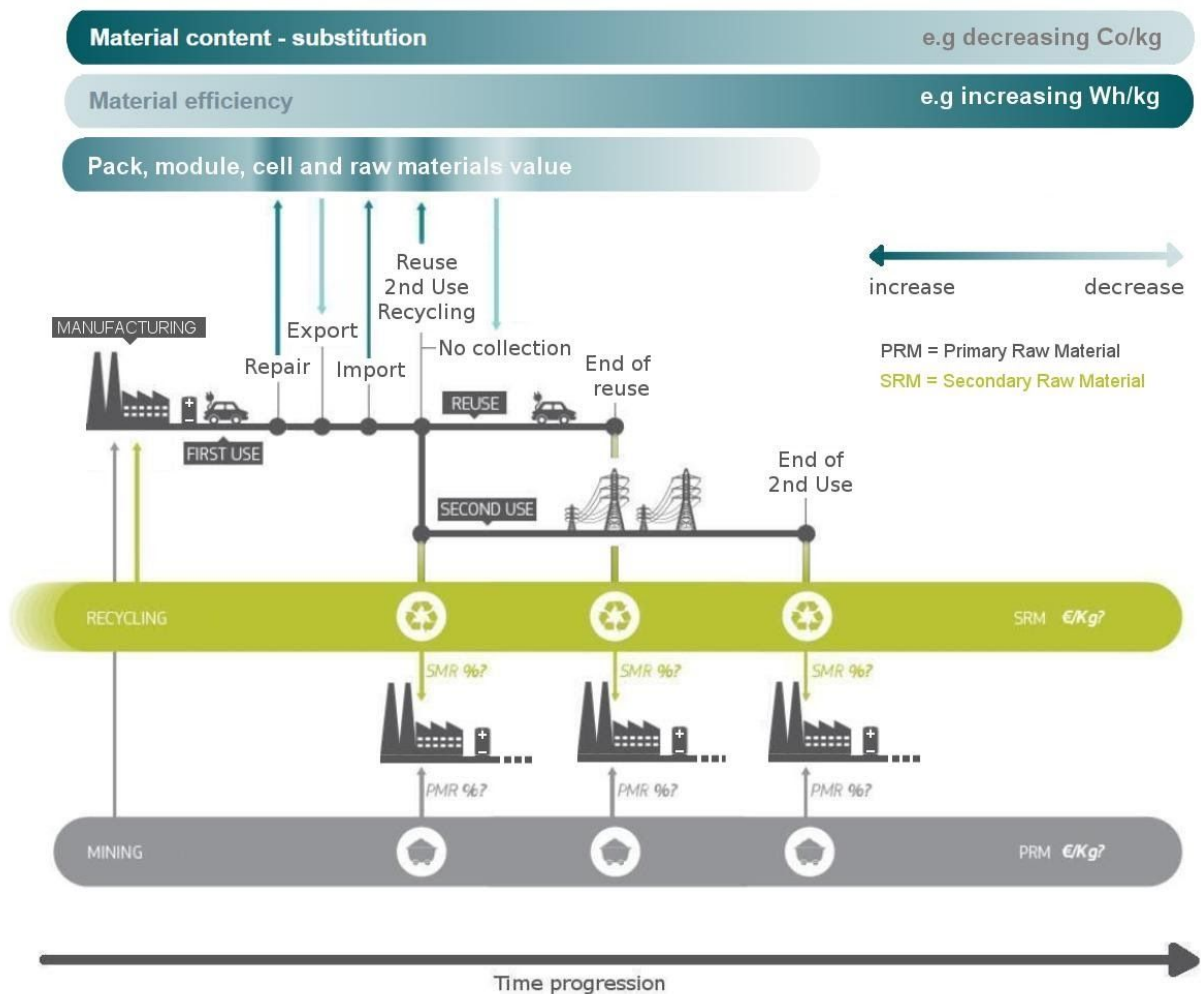 Material content - substitution
e.g decreasing Co/kg
Material efficiency
e.g increasing Wh/kg
Pack, module, cell and raw materials value
increase
decrease
PRM = Primary Raw Material
SRM = Secondary Raw Material
MANUFACTURING
Repair
Export
Import
Reuse
2nd Use
Recycling
No collection
End of
reuse
FIRST USE
REUSE
SECOND USE
End of
2nd Use
+
-
RECYCLING
SRM €/Kg?
SMR %?
SMR %?
SMR %?
+
-
+
-
+
-
PMR %?
PMR %?
PMR %?
MINING
PRM €/Kg?
Time progression